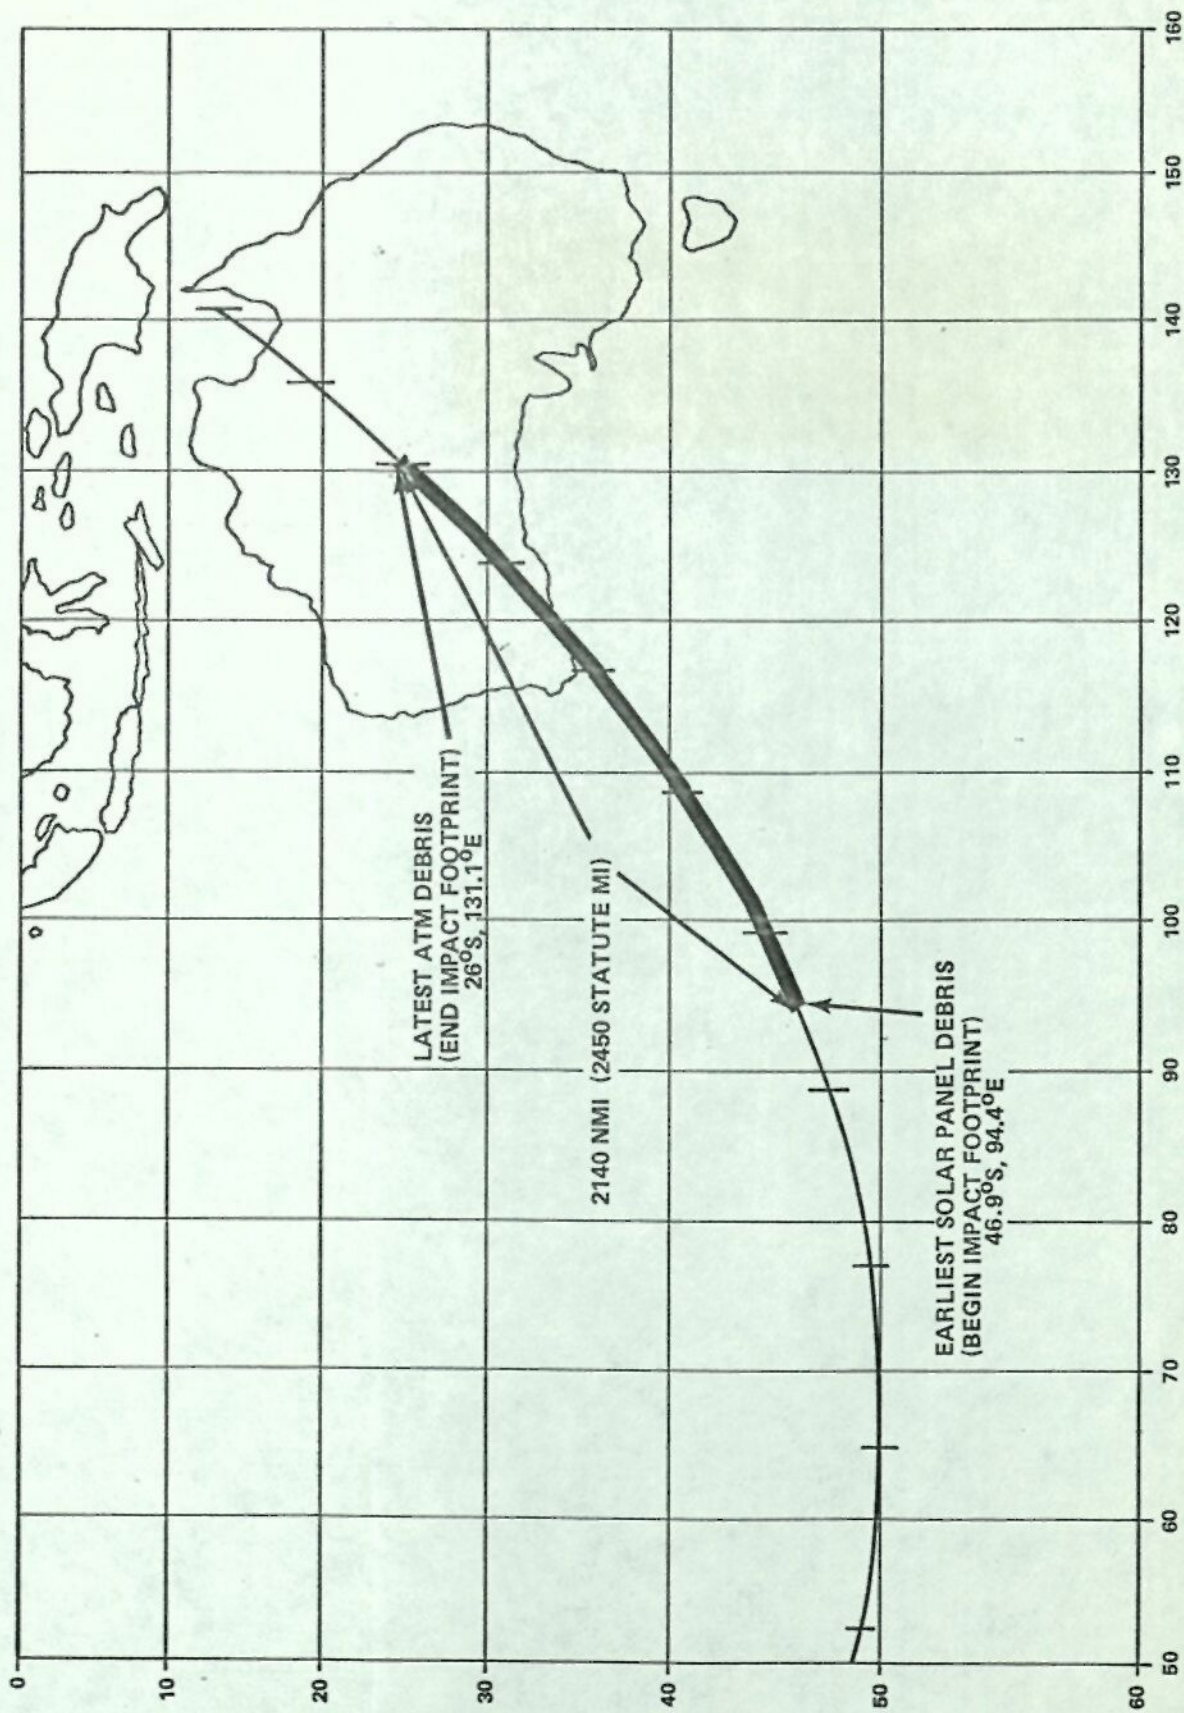 0
10
20
30
40
50
60
50
60
70
80
90
100
110
120
130
140
150
160
LATEST ATM DEBRIS
(END IMPACT FOOTPRINT)
26°S, 131.1°E
2140 NMI (2450 STATUTE MI)
EARLIEST SOLAR PANEL DEBRIS
(BEGIN IMPACT FOOTPRINT)
46.9°S, 94.4°E